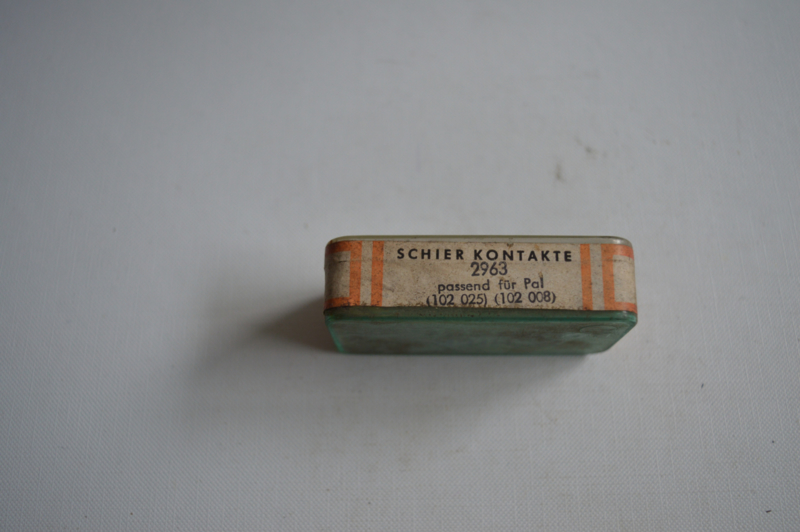 SCHIER KONTAKTE
2963
passend für Pal
(102 025) (102 008)